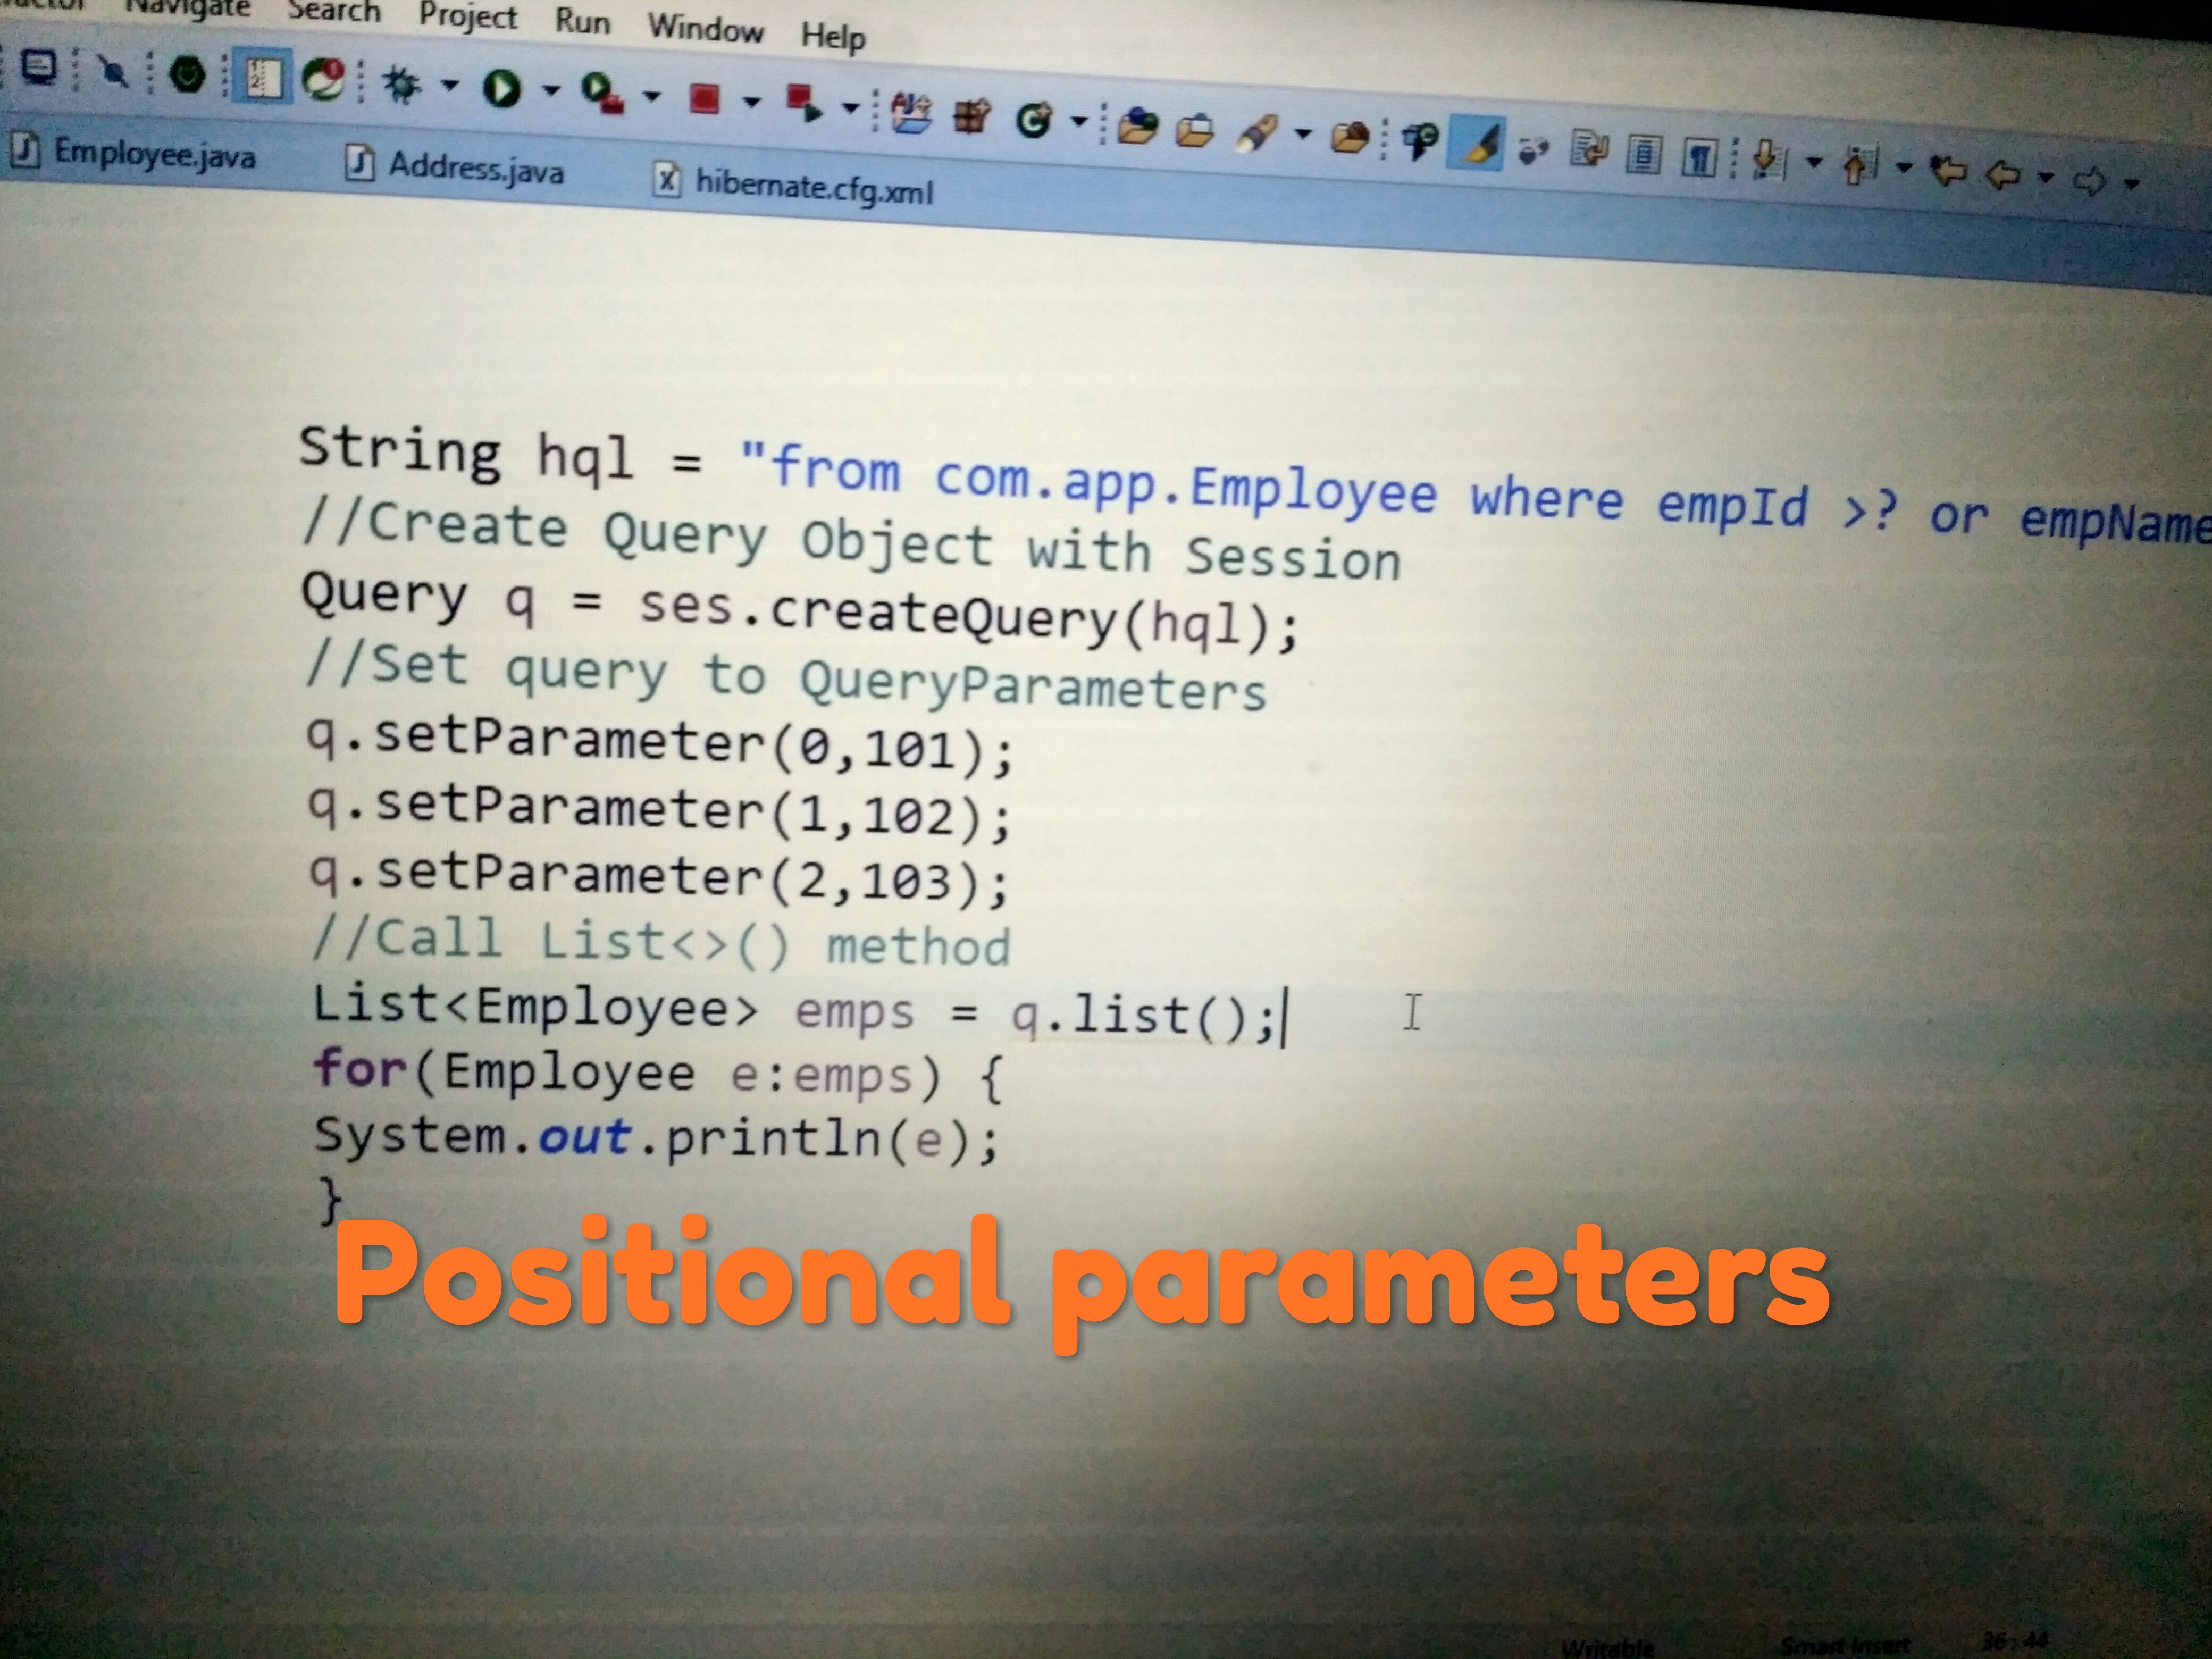 Navigate Search Project Run Window Help
Employee.java Address.java hibernate.cfg.xml
String hql = "from com.app.Employee where empId >? or empName
//Create Query Object with Session
Query q = ses.createQuery(hql);
//Set query to QueryParameters
q.setParameter(0,101);
q.setParameter(1,102);
q.setParameter(2,103);
//Call List<>() method
List<Employee> emps = q.list();
for(Employee e:emps) {
System.out.println(e);
}
Positional parameters
Writable Smart Insert 36:44